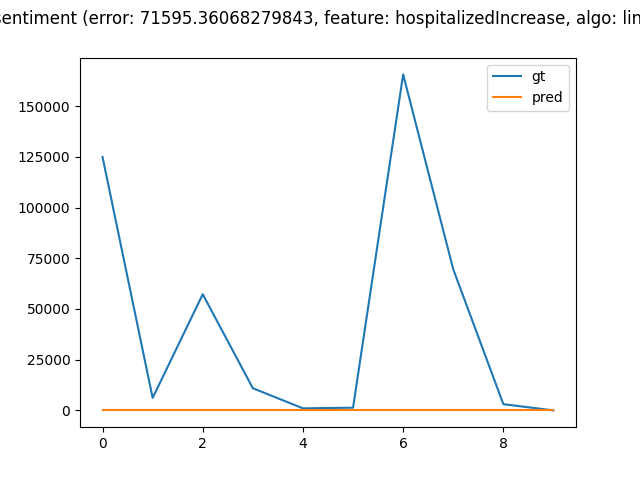 sentiment (error: 71595.36068279843, feature: hospitalizedIncrease, algo: lin
gt
pred
150000
125000
100000
75000
50000
25000
0
0 2 4 6 8